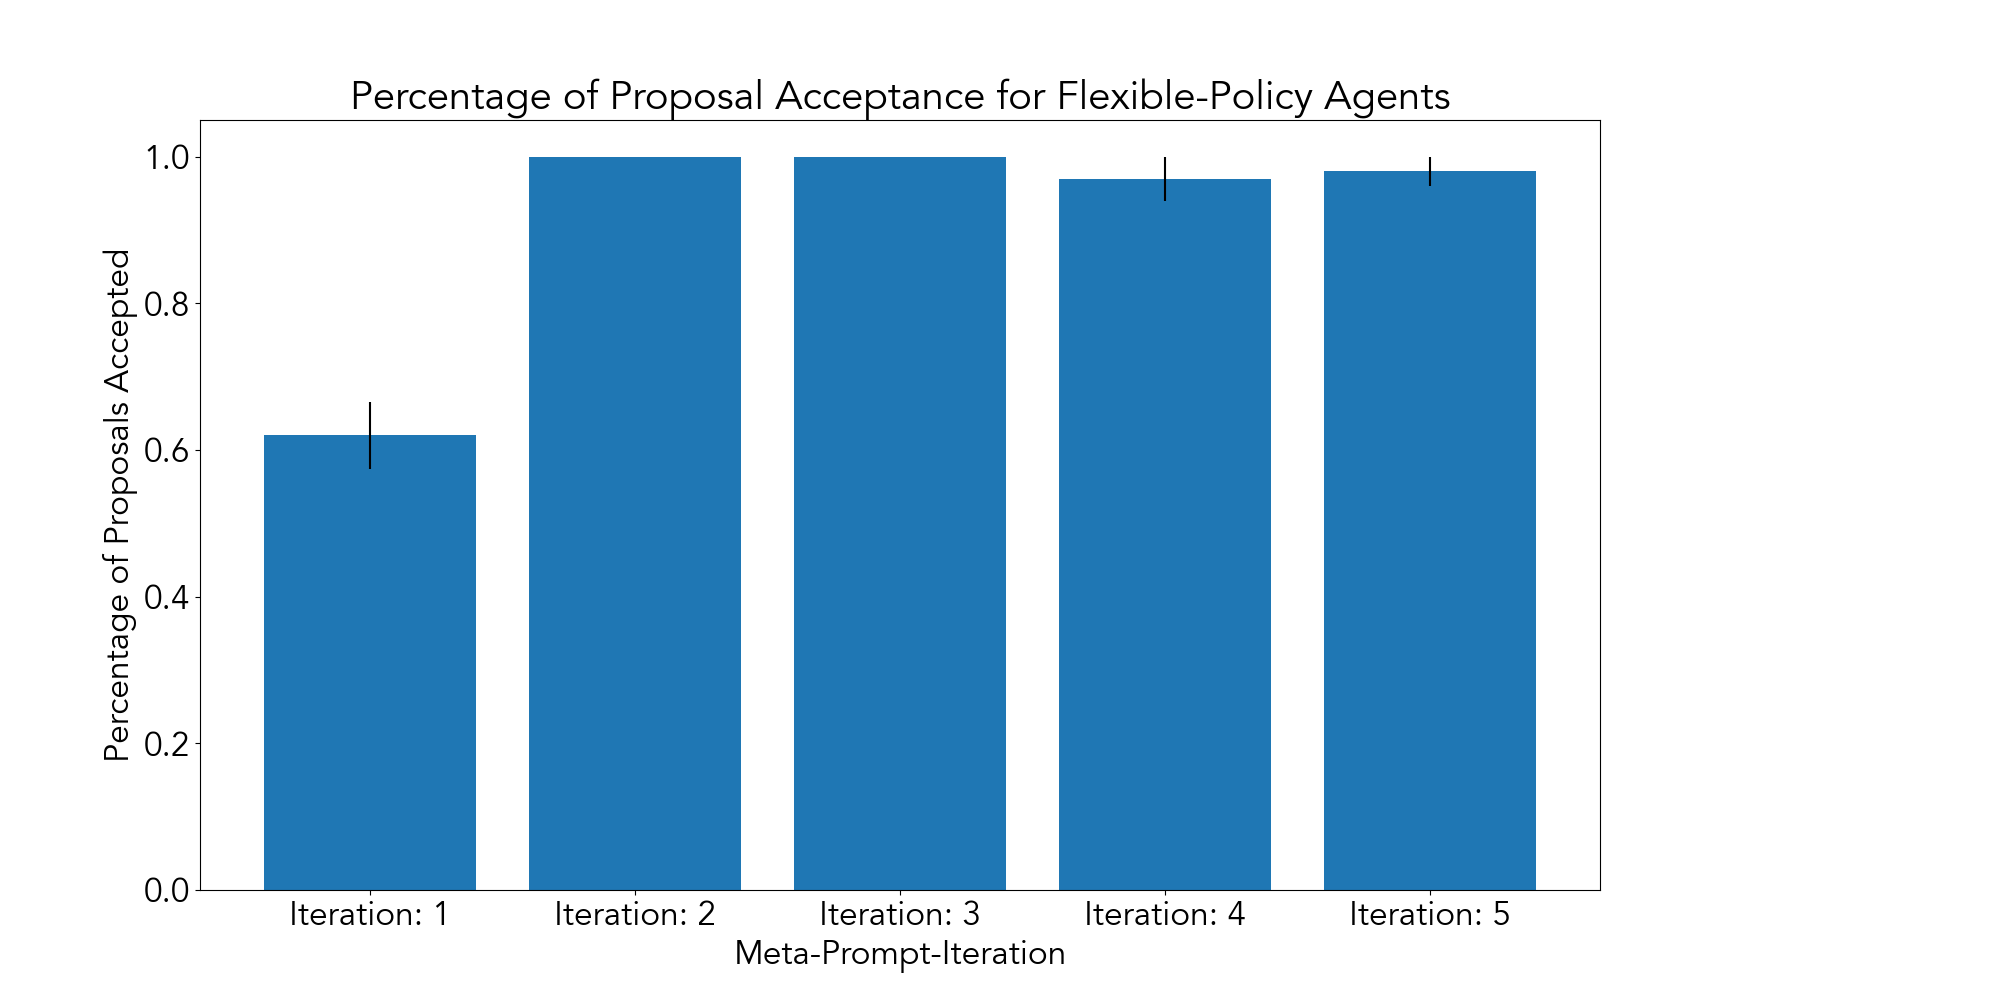 Percentage of Proposal Acceptance for Flexible-Policy Agents
Percentage of Proposals Accepted
1.0
0.8
0.6
0.4
0.2
0.0
Iteration: 1
Iteration: 2
Iteration: 3
Iteration: 4
Iteration: 5
Meta-Prompt-Iteration